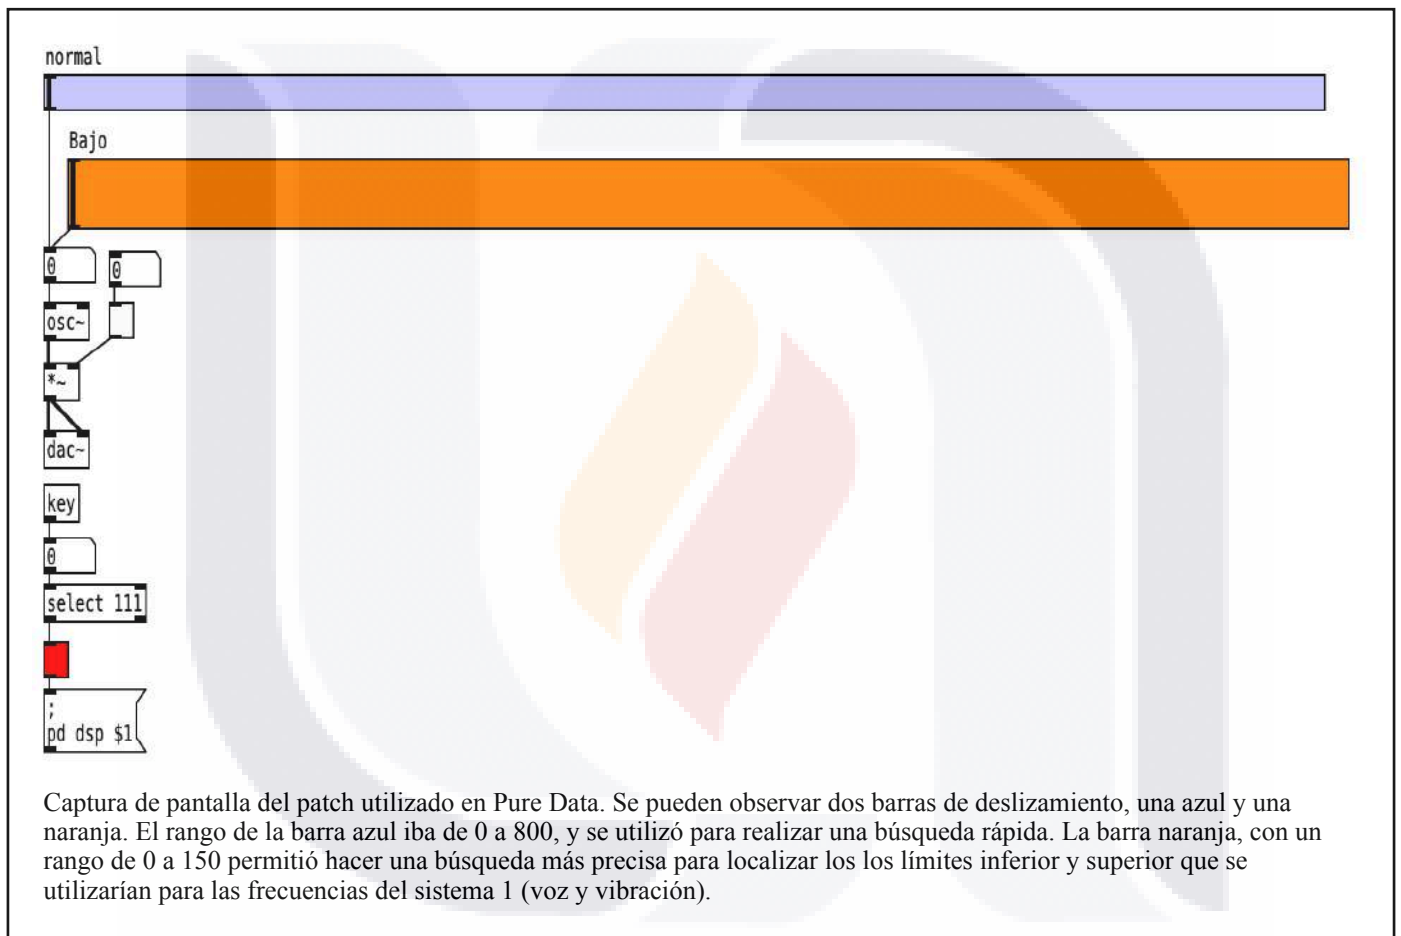 normal
Bajo
0
0
osc~
*~
dac~
key
0
select 111
;
pd dsp $1
Captura de pantalla del patch utilizado en Pure Data. Se pueden observar dos barras de deslizamiento, una azul y una
naranja. El rango de la barra azul iba de 0 a 800, y se utilizó para realizar una búsqueda rápida. La barra naranja, con un
rango de 0 a 150 permitió hacer una búsqueda más precisa para localizar los los límites inferior y superior que se
utilizarían para las frecuencias del sistema 1 (voz y vibración).